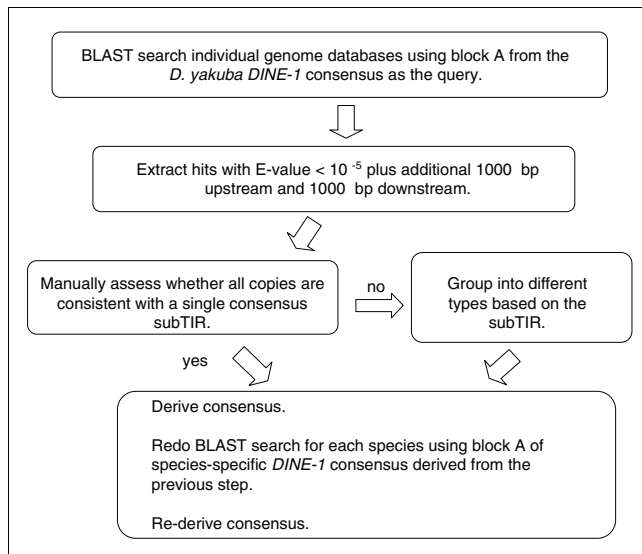 BLAST search individual genome databases using block A from the
D. yakuba DINE-1 consensus as the query.
Extract hits with E-value < 10 -5 plus additional 1000 bp
upstream and 1000 bp downstream.
Manually assess whether all copies are
consistent with a single consensus
subTIR.
no
Group into different
types based on the
subTIR.
yes
Derive consensus.
Redo BLAST search for each species using block A of
species-specific DINE-1 consensus derived from the
previous step.
Re-derive consensus.